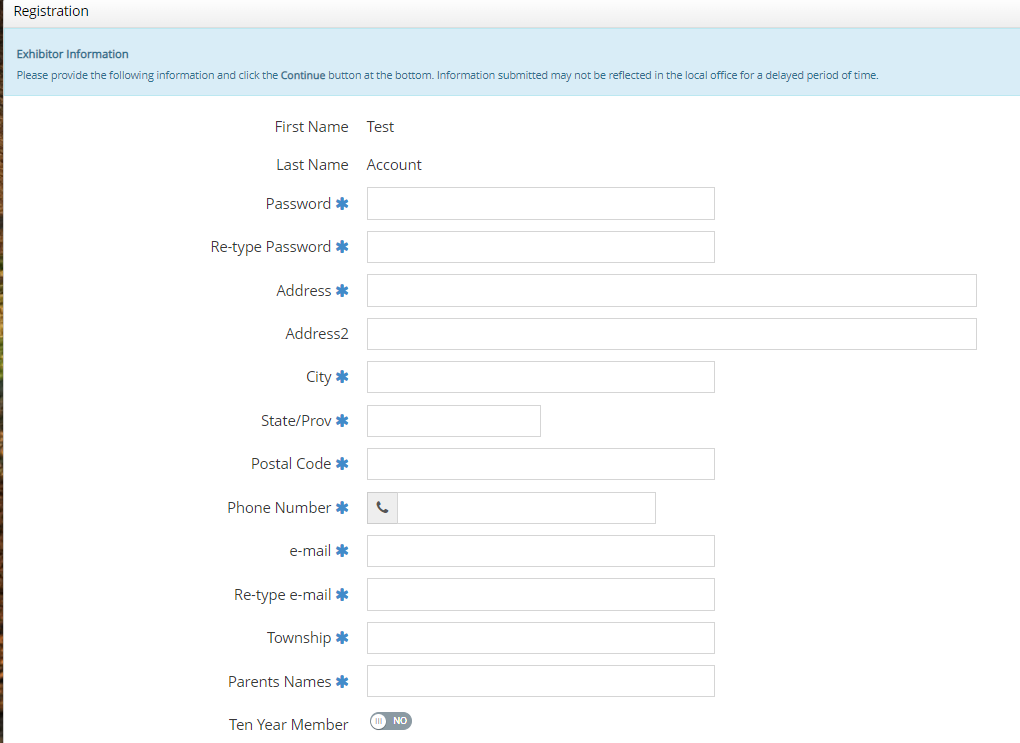 Registration
Exhibitor Information
Please provide the following information and click the Continue button at the bottom. Information submitted may not be reflected in the local office for a delayed period of time.
First Name Test
Last Name Account
Password ✱
Re-type Password ✱
Address ✱
Address2
City ✱
State/Prov ✱
Postal Code ✱
Phone Number ✱
e-mail ✱
Re-type e-mail ✱
Township ✱
Parents Names ✱
Ten Year Member NO